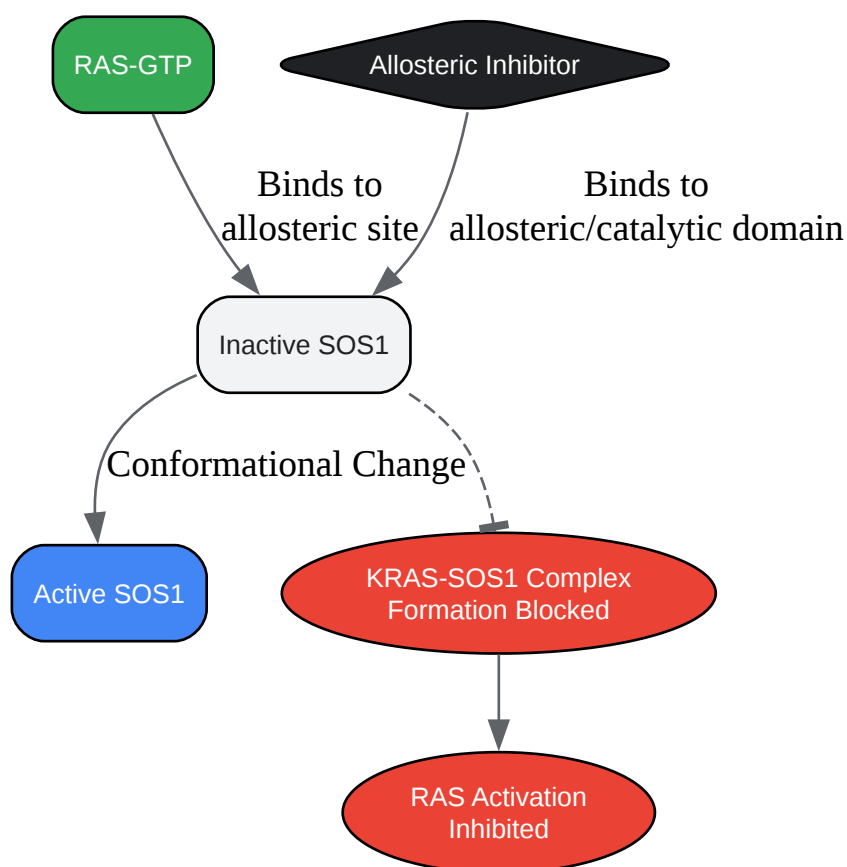 RAS-GTP
Allosteric Inhibitor
Binds to
allosteric site
Binds to
allosteric/catalytic domain
Inactive SOS1
Conformational Change
Active SOS1
KRAS-SOS1 Complex
Formation Blocked
RAS Activation
Inhibited